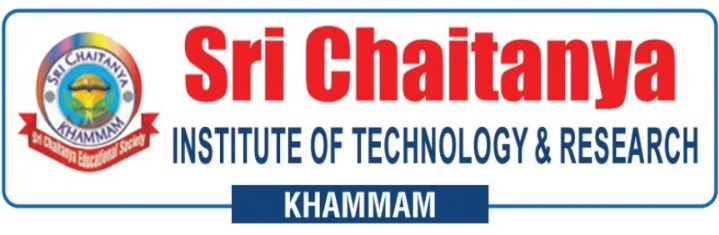 SRI CHAITANYA
KHAMMAM
Sri Chaitanya Educational Society
Sri Chaitanya
INSTITUTE OF TECHNOLOGY & RESEARCH
KHAMMAM